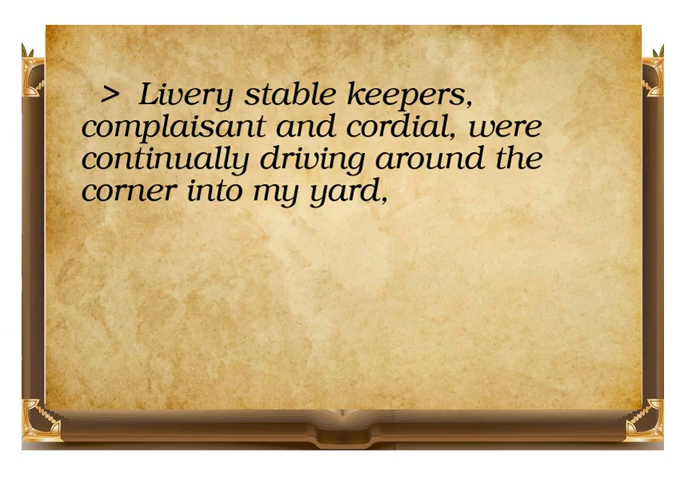 > Livery stable keepers,
complaisant and cordial, were
continually driving around the
corner into my yard,